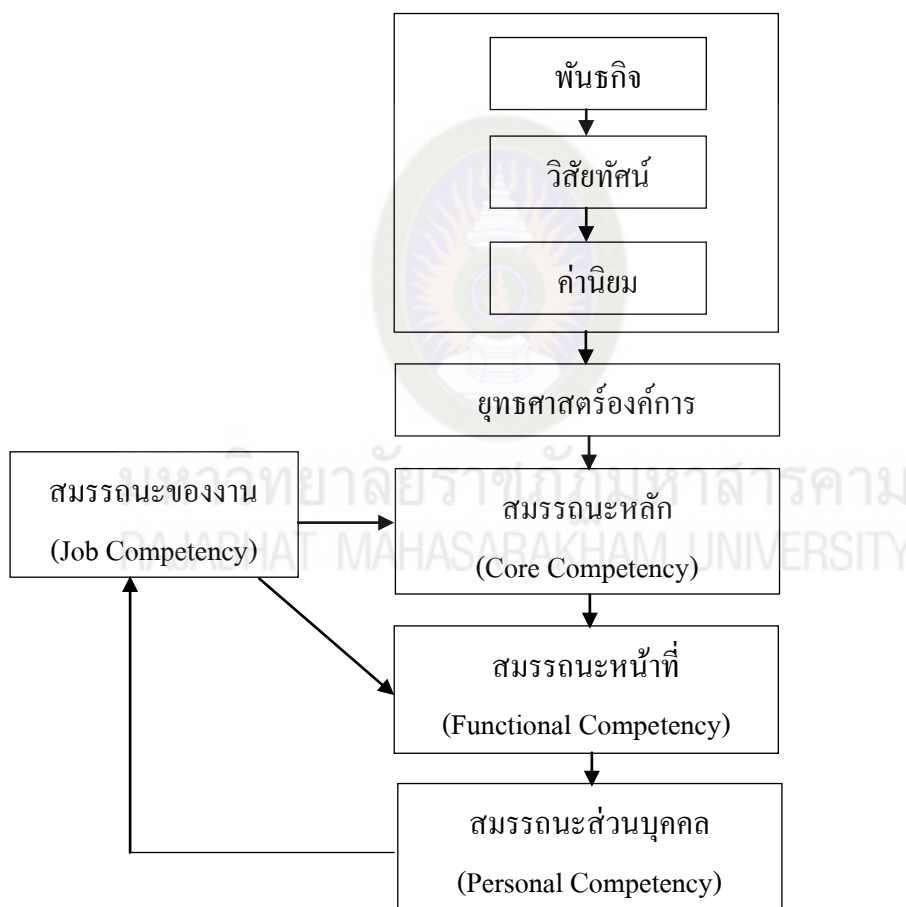 พันธกิจ
วิสัยทัศน์
ค่านิยม
ยุทธศาสตร์องค์การ
สมรรถนะของงาน
(Job Competency)
สมรรถนะหลัก
(Core Competency)
มหาวิทยาลัยราชภัฏมหาสารคาม
RAJABHAT MAHASARAKHAM UNIVERSITY
สมรรถนะหน้าที่
(Functional Competency)
สมรรถนะส่วนบุคคล
(Personal Competency)